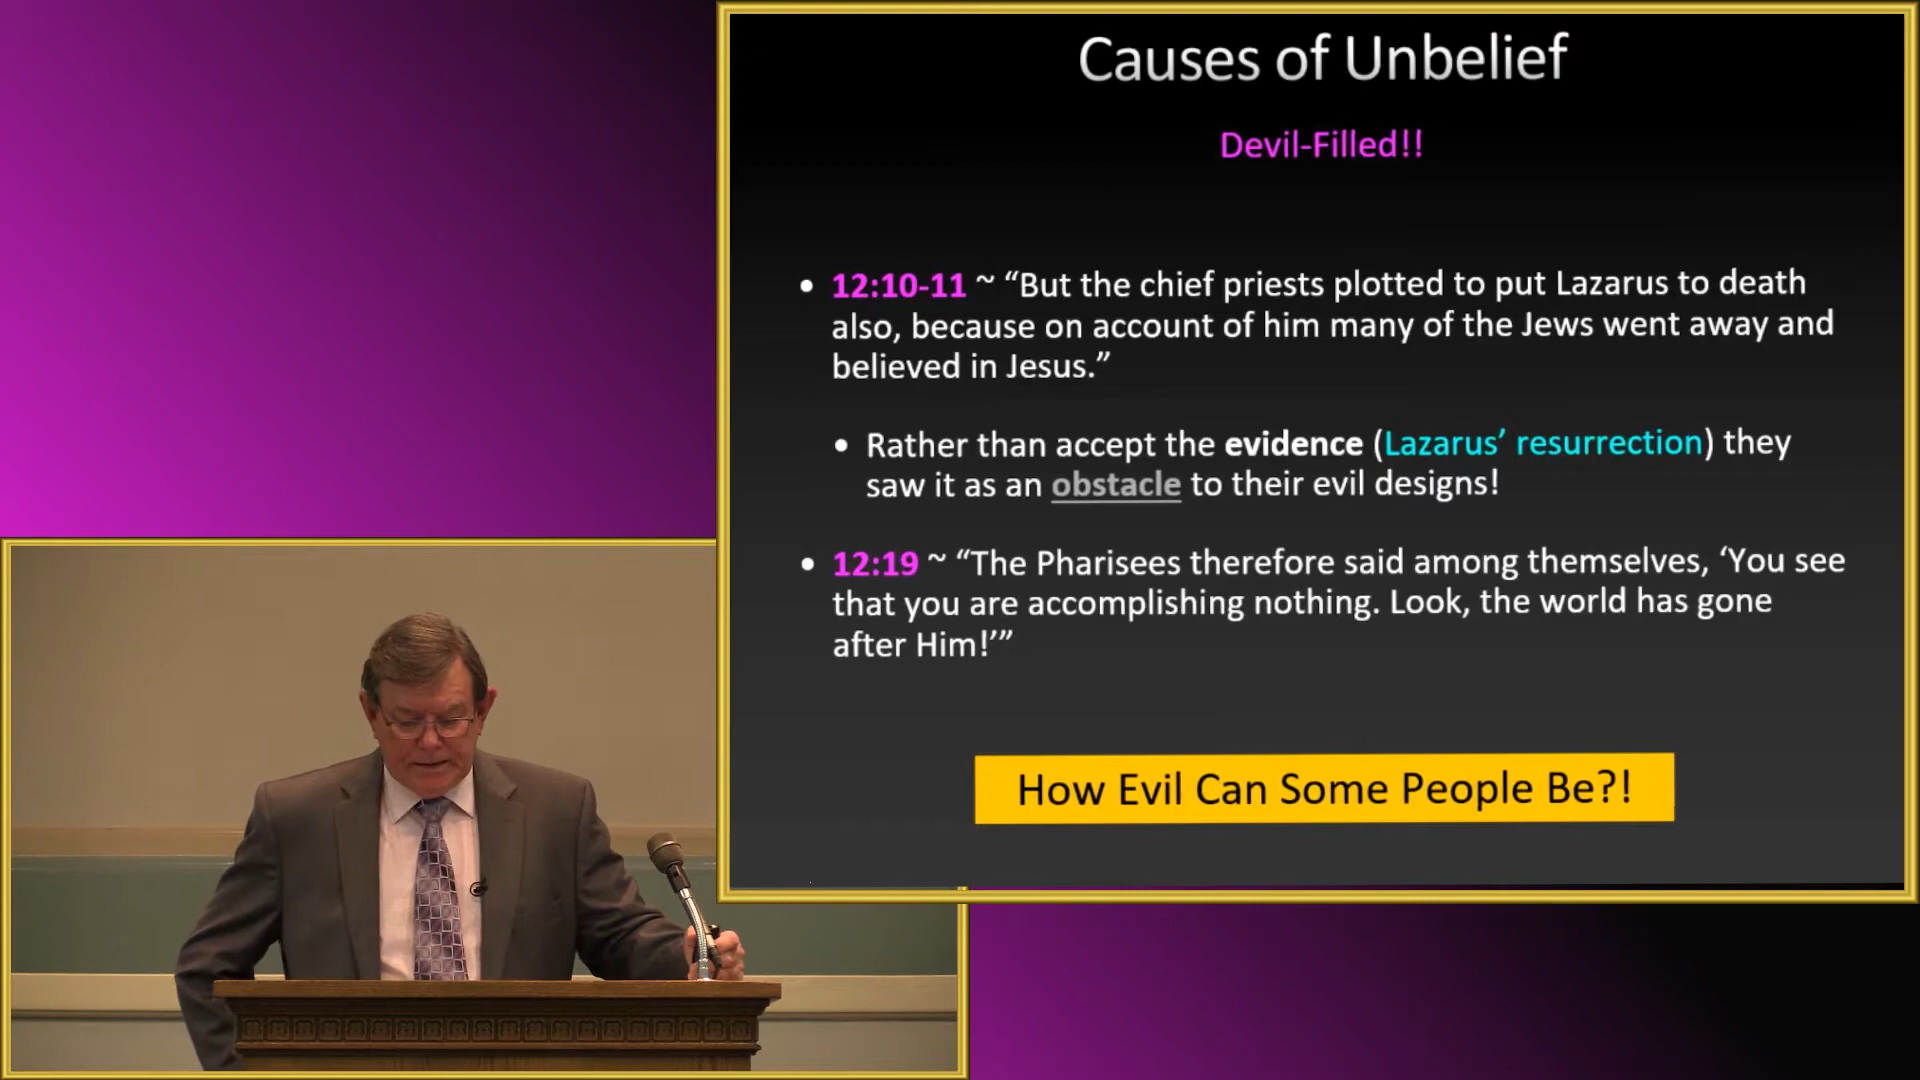 Causes of Unbelief
Devil-Filled!!
• 12:10-11 ~ “But the chief priests plotted to put Lazarus to death
also, because on account of him many of the Jews went away and
believed in Jesus.”
• Rather than accept the evidence (Lazarus’ resurrection) they
saw it as an obstacle to their evil designs!
• 12:19 ~ “The Pharisees therefore said among themselves, ‘You see
that you are accomplishing nothing. Look, the world has gone
after Him!’”
How Evil Can Some People Be?!